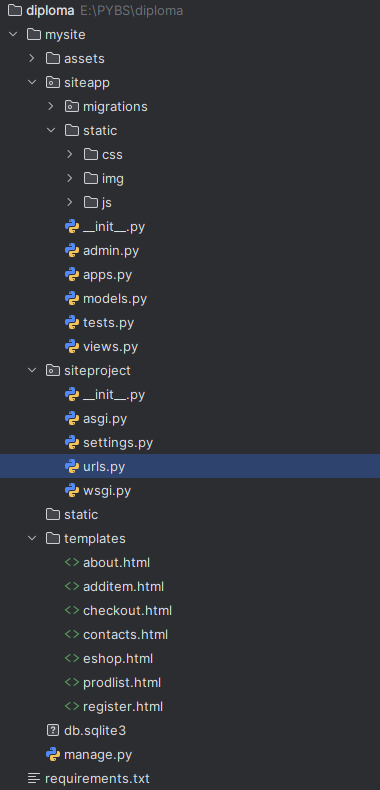 diploma E:\PYBS\diploma
mysite
assets
siteapp
migrations
static
css
img
js
__init__.py
admin.py
apps.py
models.py
tests.py
views.py
siteproject
__init__.py
asgi.py
settings.py
urls.py
wsgi.py
static
templates
about.html
additem.html
checkout.html
contacts.html
eshop.html
prodlist.html
register.html
db.sqlite3
manage.py
requirements.txt